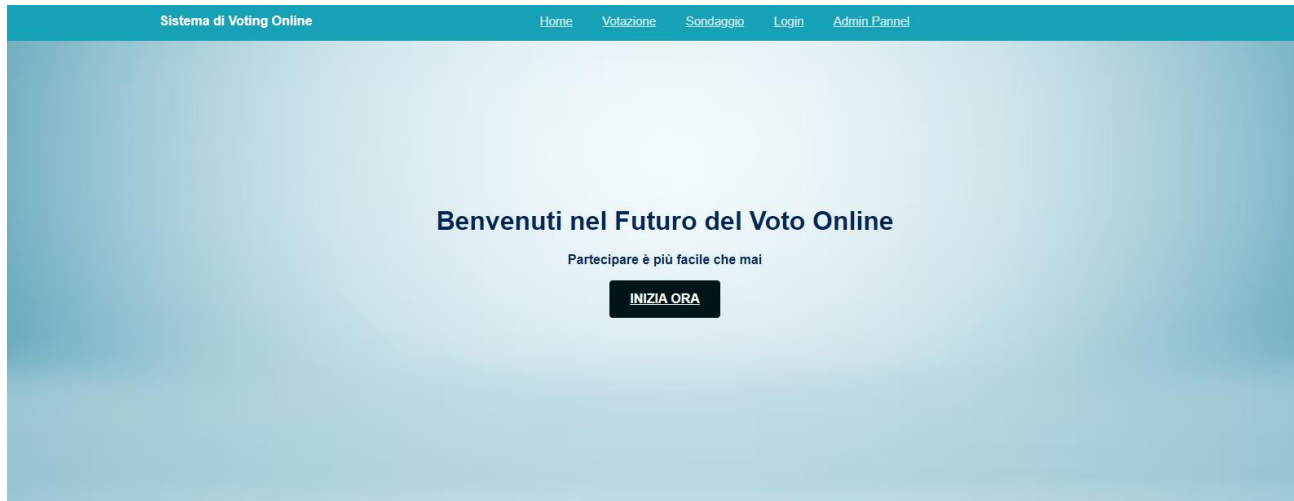 Sistema di Voting Online Home Votazione Sondaggio Login Admin Pannel
Benvenuti nel Futuro del Voto Online
Partecipare è più facile che mai
INIZIA ORA